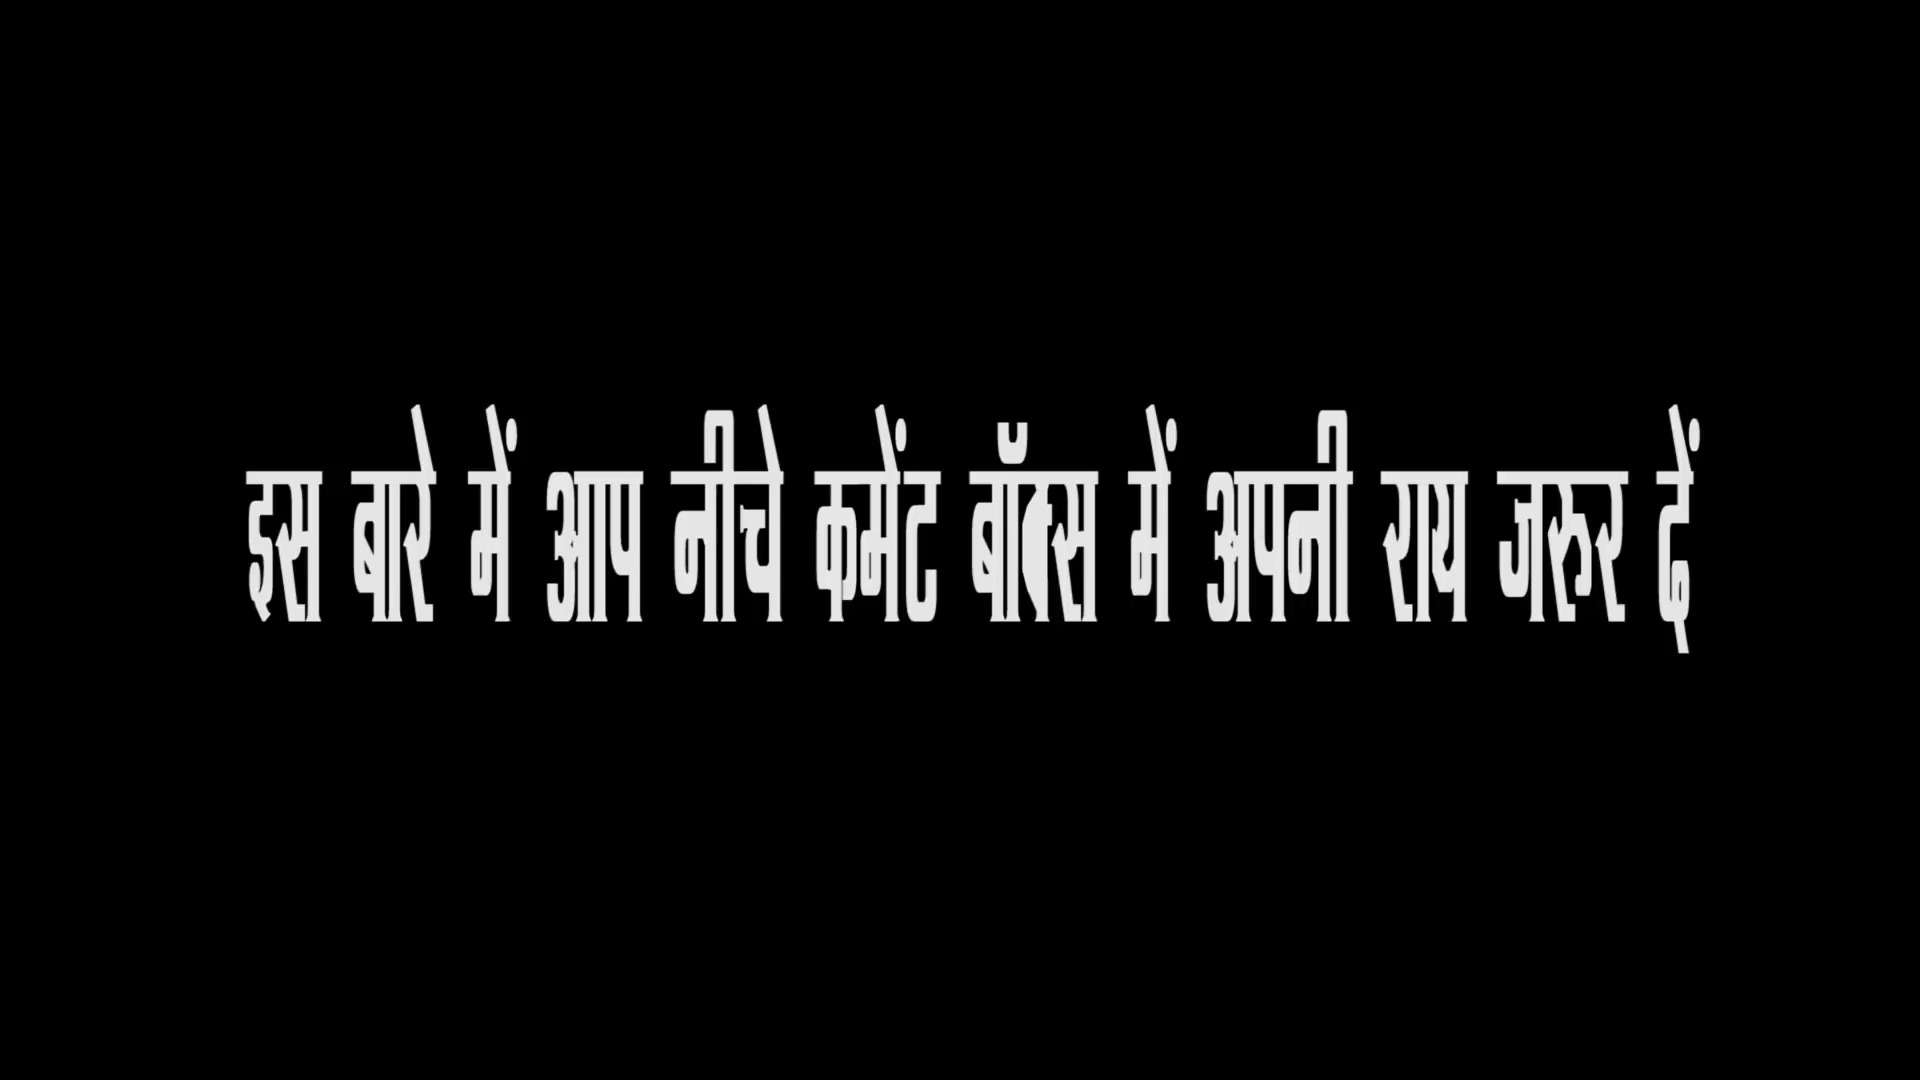 इस बारे में आप नीचे कमेंट बॉक्स में अपनी राय जरूर दें